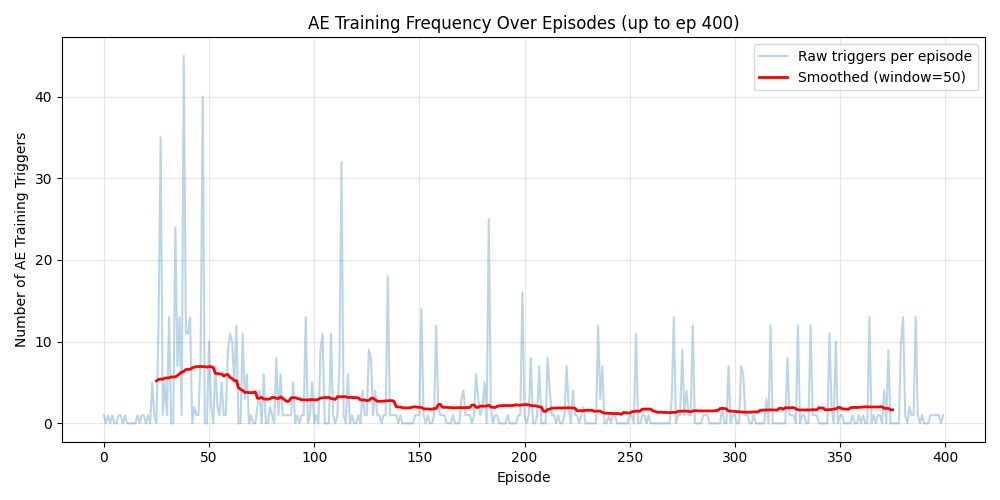 AE Training Frequency Over Episodes (up to ep 400)
Raw triggers per episode
Smoothed (window=50)
Number of AE Training Triggers
40
30
20
10
0
0 50 100 150 200 250 300 350 400
Episode